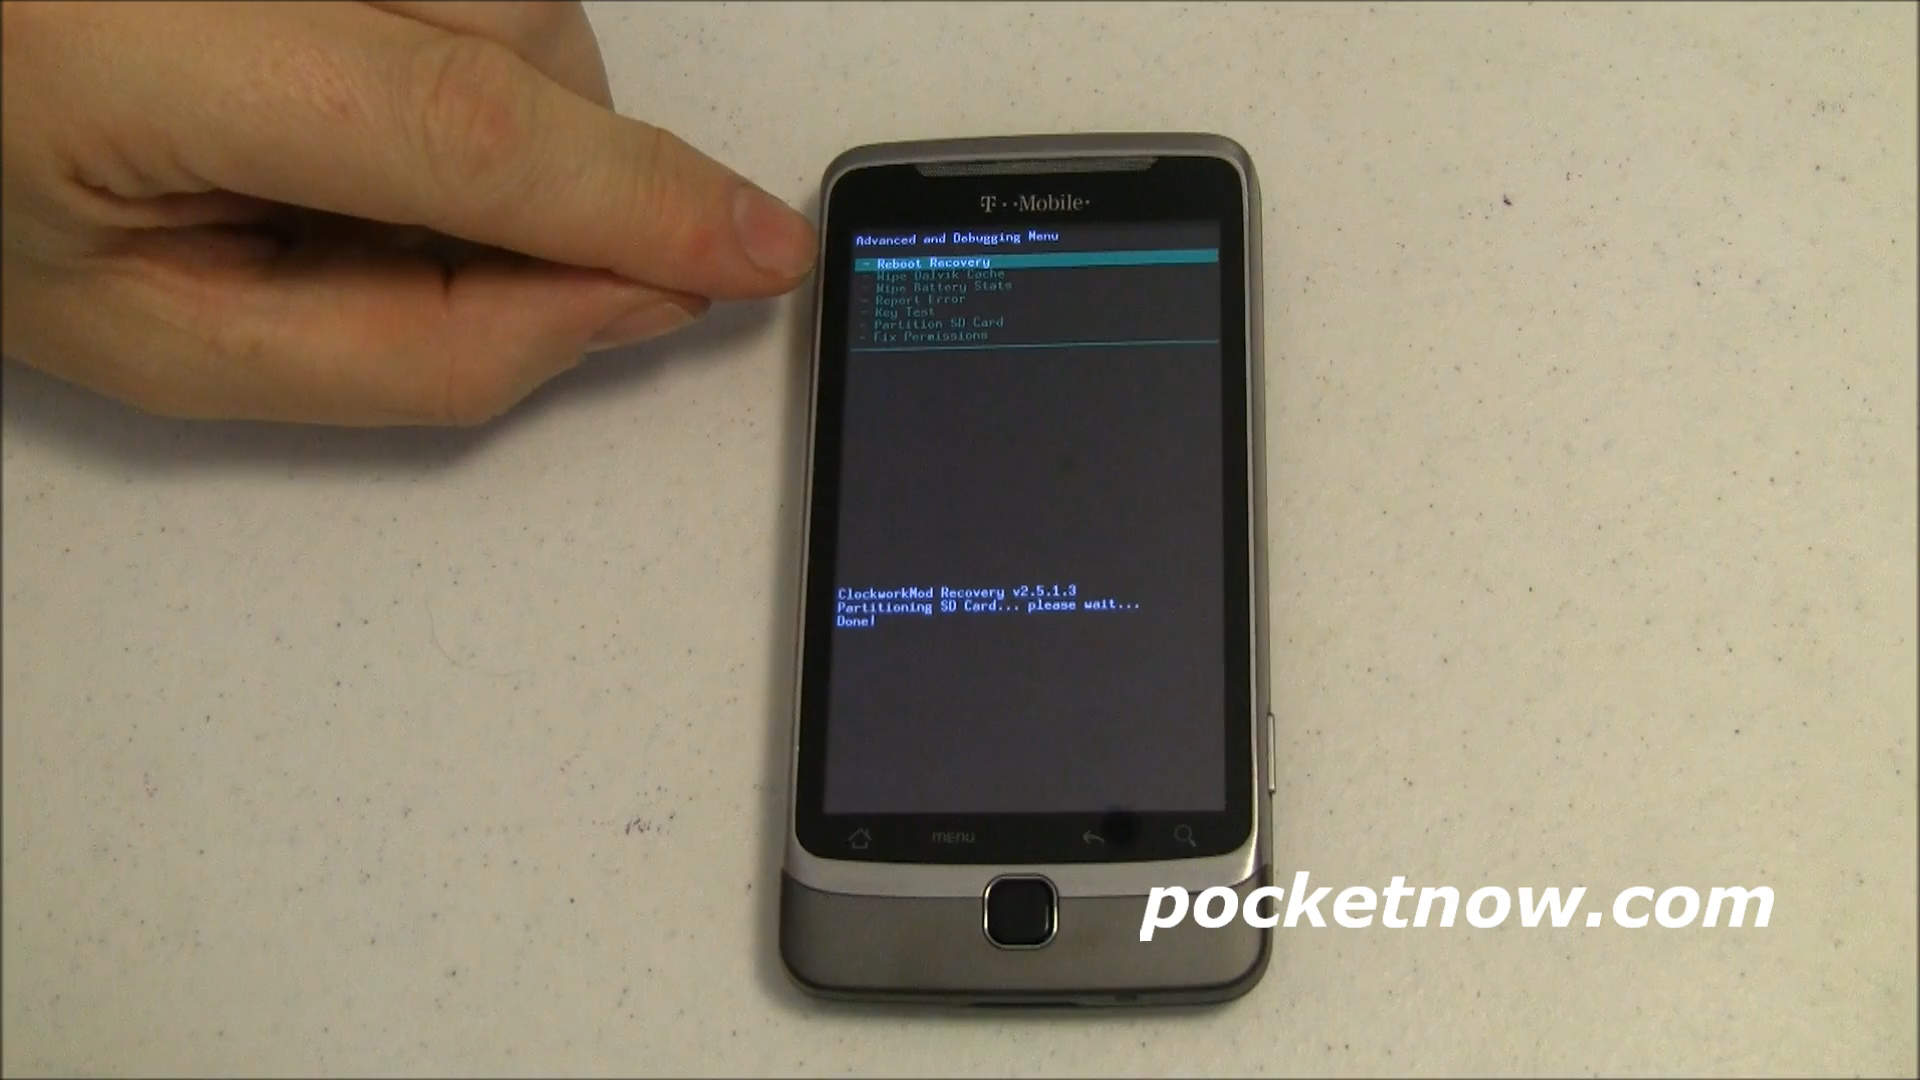 T··Mobile·
Advanced and Debugging Menu
- Reboot Recovery
- Wipe Dalvik Cache
- Wipe Battery Stats
- Report Error
- Key Test
- Partition SD Card
- Fix Permissions
ClockworkMod Recovery v2.5.1.3
Partitioning SD Card... please wait...
Done!
menu
pocketnow.com